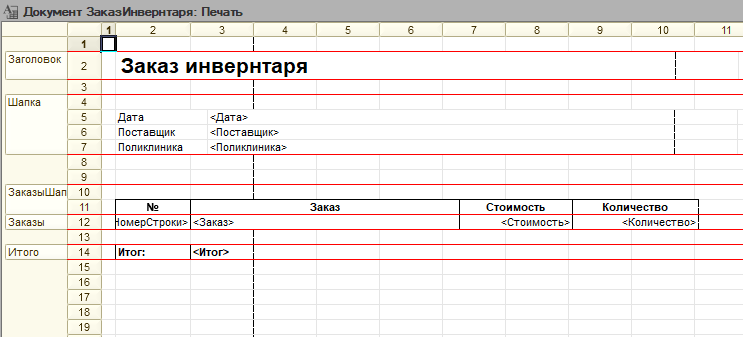 Документ ЗаказИнвернтаря: Печать
1 2 3 4 5 6 7 8 9 10 11
1
Заголовок 2 Заказ инвернтаря
3
Шапка 4
5 Дата <Дата>
6 Поставщик <Поставщик>
7 Поликлиника <Поликлиника>
8
9
ЗаказыШап 10
11 № Заказ Стоимость Количество
Заказы 12 НомерСтроки> <Заказ> <Стоимость> <Количество>
13
Итого 14 Итог: <Итог>
15
16
17
18
19